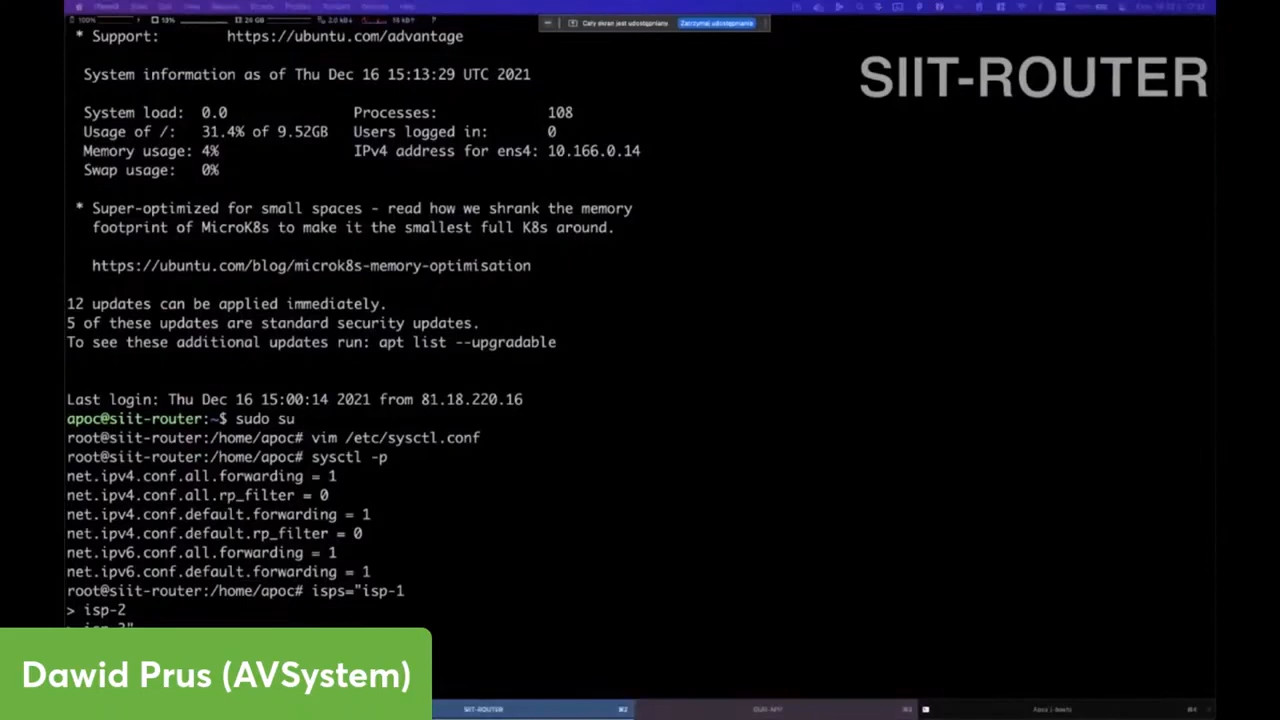 Cały ekran jest udostępniany
Zatrzymaj udostępnianie
SIIT-ROUTER
* Support: https://ubuntu.com/advantage
System information as of Thu Dec 16 15:13:29 UTC 2021
System load: 0.0 Processes: 108
Usage of /: 31.4% of 9.52GB Users logged in: 0
Memory usage: 4% IPv4 address for ens4: 10.166.0.14
Swap usage: 0%
* Super-optimized for small spaces - read how we shrank the memory
footprint of MicroK8s to make it the smallest full K8s around.
https://ubuntu.com/blog/microk8s-memory-optimisation
12 updates can be applied immediately.
5 of these updates are standard security updates.
To see these additional updates run: apt list --upgradable
Last login: Thu Dec 16 15:00:14 2021 from 81.18.220.16
apoc@siit-router:~$ sudo su
root@siit-router:/home/apoc# vim /etc/sysctl.conf
root@siit-router:/home/apoc# sysctl -p
net.ipv4.conf.all.forwarding = 1
net.ipv4.conf.all.rp_filter = 0
net.ipv4.conf.default.forwarding = 1
net.ipv4.conf.default.rp_filter = 0
net.ipv6.conf.all.forwarding = 1
net.ipv6.conf.default.forwarding = 1
root@siit-router:/home/apoc# isps="isp-1
> isp-2
Dawid Prus (AVSystem)
SIIT-ROUTER